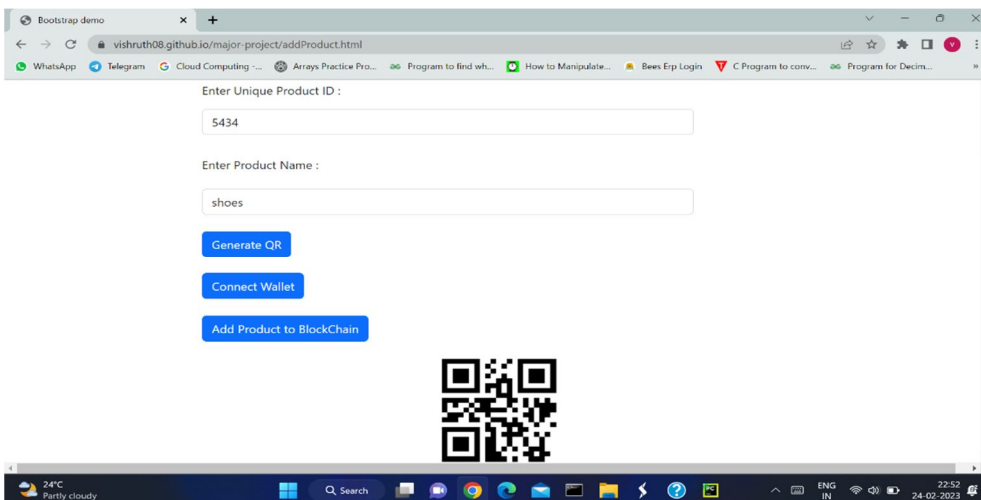 Bootstrap demo
vishruth08.github.io/major-project/addProduct.html
WhatsApp Telegram Cloud Computing -... Arrays Practice Pro... Program to find wh... How to Manipulate... Bees Erp Login C Program to conv... Program for Decim... »
Enter Unique Product ID :
5434
Enter Product Name :
shoes
Generate QR
Connect Wallet
Add Product to BlockChain
24°C
Partly cloudy
Search
ENG
IN
22:52
24-02-2023